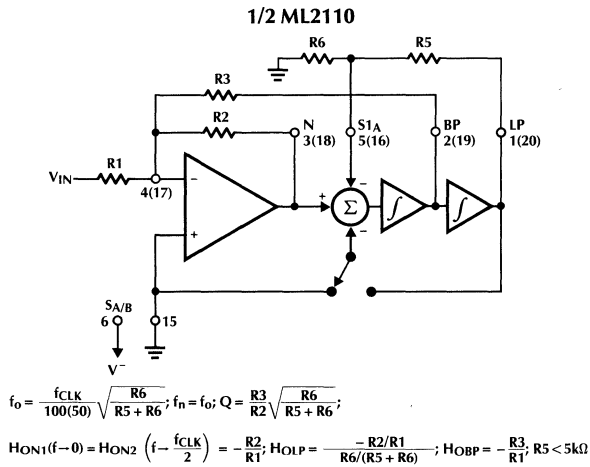 1/2 ML2110
R6
R5
R3
R2
N
3(18)
S1A
5(16)
BP
2(19)
LP
1(20)
VIN
R1
4(17)
−
+
+
−
Σ
−
∫
∫
SA/B
6
15
V−
fo = fCLK / 100(50) √ R6 / R5 + R6 ; fn = fo; Q = R3 / R2 √ R6 / R5 + R6 ;
HON1(f→0) = HON2 (f→ fCLK / 2 ) = − R2 / R1 ; HOLP = − R2/R1 / R6/(R5 + R6) ; HOBP = − R3 / R1 ; R5 < 5kΩ